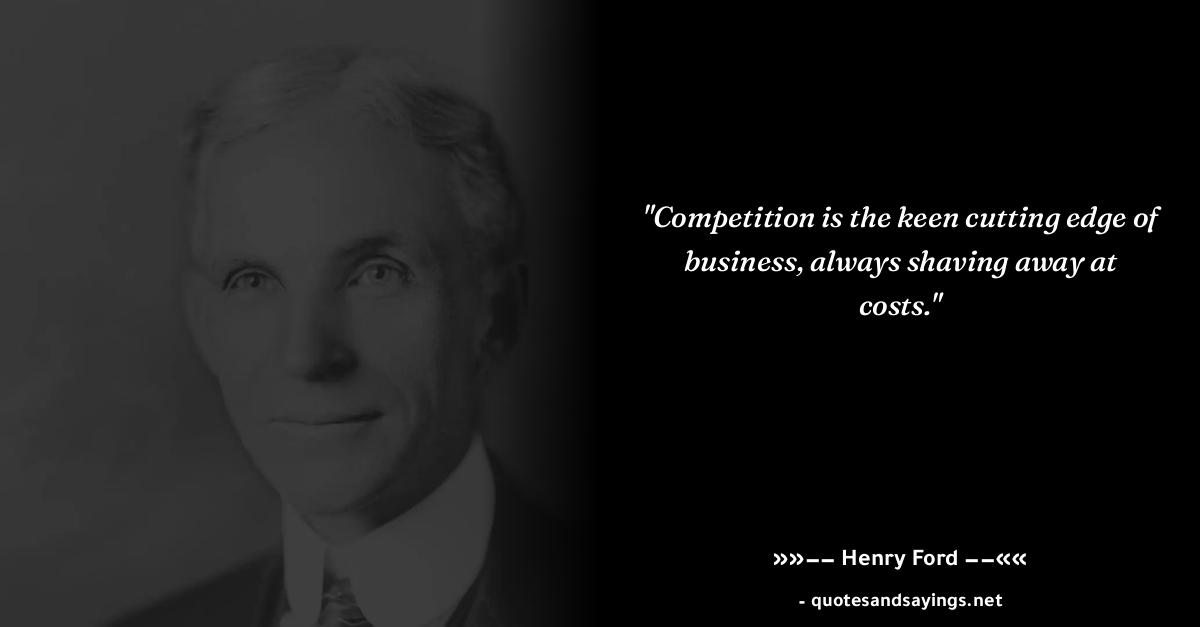 "Competition is the keen cutting edge of
business, always shaving away at
costs."
»»−− Henry Ford −−««
- quotesandsayings.net